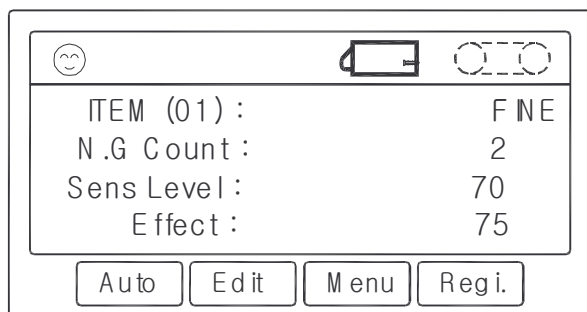 ITEM (01) : FINE
N.G Count : 2
Sens Level : 70
Effect : 75
Auto Edit Menu Regi.